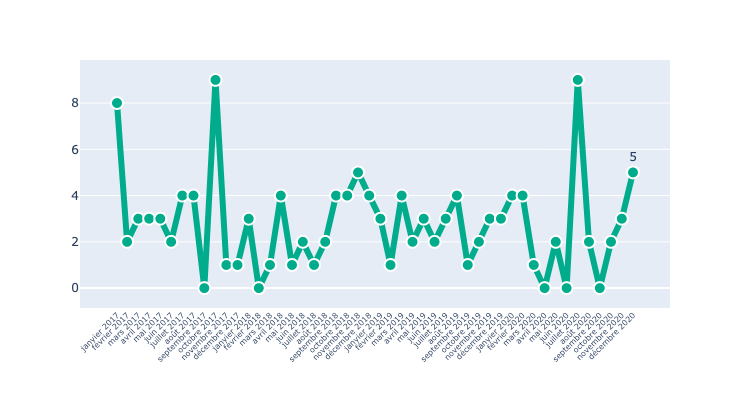 8
6
4
2
0
5
janvier 2017
février 2017
mars 2017
avril 2017
mai 2017
juin 2017
juillet 2017
août 2017
septembre 2017
octobre 2017
novembre 2017
décembre 2017
janvier 2018
février 2018
mars 2018
avril 2018
mai 2018
juin 2018
juillet 2018
août 2018
septembre 2018
octobre 2018
novembre 2018
décembre 2018
janvier 2019
février 2019
mars 2019
avril 2019
mai 2019
juin 2019
juillet 2019
août 2019
septembre 2019
octobre 2019
novembre 2019
décembre 2019
janvier 2020
février 2020
mars 2020
avril 2020
mai 2020
juin 2020
juillet 2020
août 2020
septembre 2020
octobre 2020
novembre 2020
décembre 2020